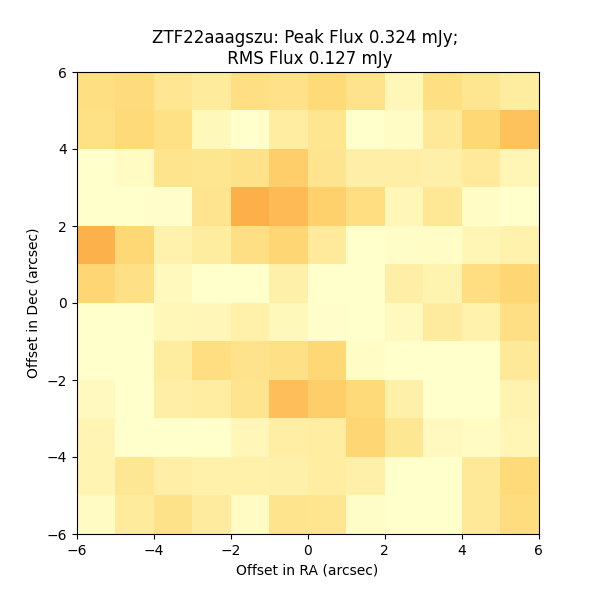 ZTF22aaagszu: Peak Flux 0.324 mJy;
RMS Flux 0.127 mJy
6
4
2
0
−2
−4
−6
Offset in Dec (arcsec)
−6 −4 −2 0 2 4 6
Offset in RA (arcsec)